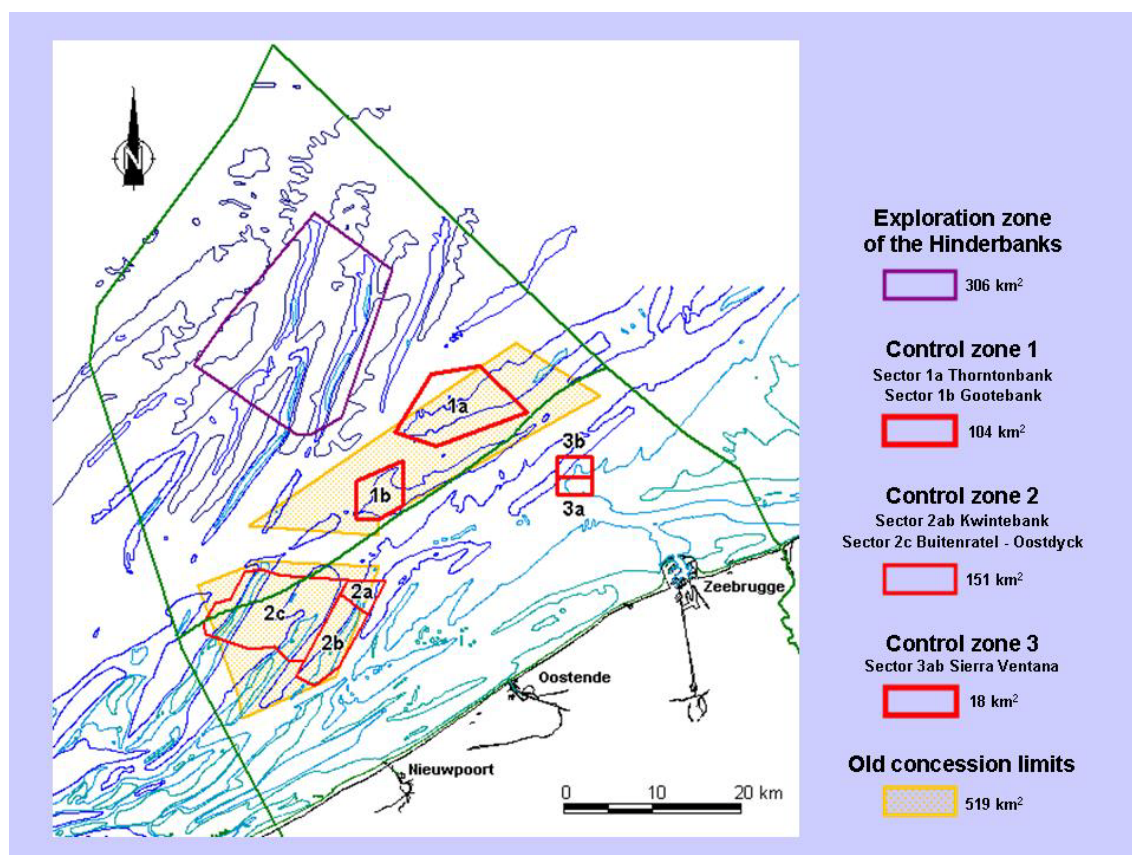 N
1a
3b
1b
3a
2a
2c
2b
Zeebrugge
Oostende
Nieuwpoort
0 10 20 km
Exploration zone
of the Hinderbanks
306 km²
Control zone 1
Sector 1a Thorntonbank
Sector 1b Gootebank
104 km²
Control zone 2
Sector 2ab Kwintebank
Sector 2c Buitenratel - Oostdyck
151 km²
Control zone 3
Sector 3ab Sierra Ventana
18 km²
Old concession limits
519 km²